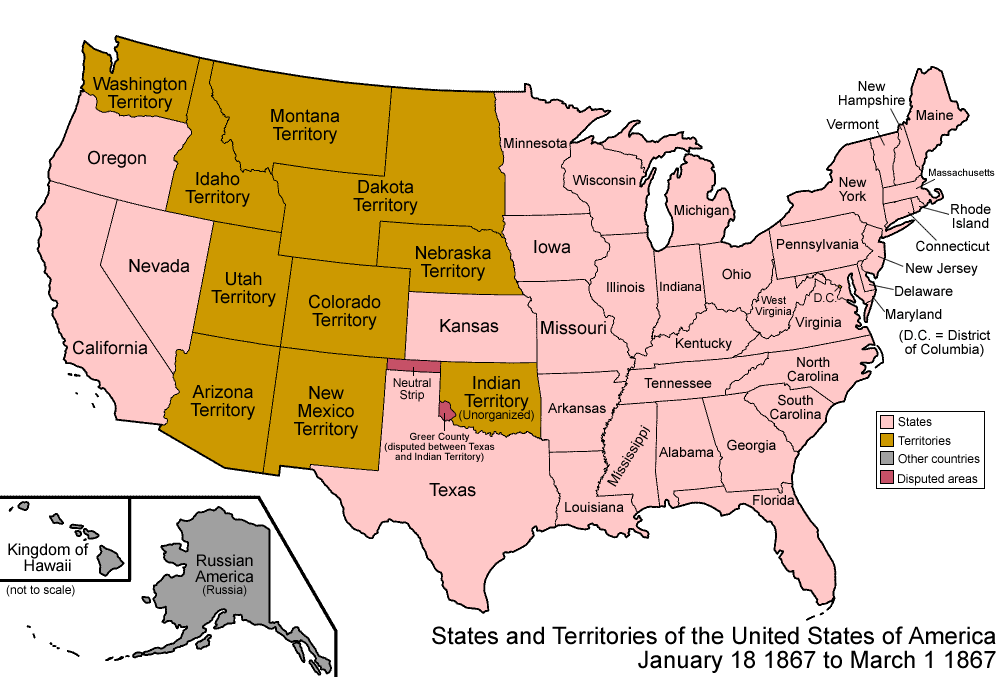 Washington
Territory
Montana
Territory
Oregon
Idaho
Territory
Dakota
Territory
Minnesota
Wisconsin
Michigan
New
Hampshire
Vermont
Maine
Massachusetts
New
York
Rhode
Island
Connecticut
New Jersey
Pennsylvania
Delaware
Maryland
(D.C. = District
of Columbia)
Nevada
Utah
Territory
Nebraska
Territory
Iowa
Illinois
Indiana
Ohio
West
Virginia
D.C.
Virginia
Colorado
Territory
Kansas
Missouri
Kentucky
California
Arizona
Territory
New
Mexico
Territory
Neutral
Strip
Indian
Territory
(Unorganized)
Greer County
(disputed between Texas
and Indian Territory)
Arkansas
Tennessee
North
Carolina
South
Carolina
Mississippi
Alabama
Georgia
Texas
Louisiana
Florida
States
Territories
Other countries
Disputed areas
Kingdom of
Hawaii
(not to scale)
Russian
America
(Russia)
States and Territories of the United States of America
January 18 1867 to March 1 1867